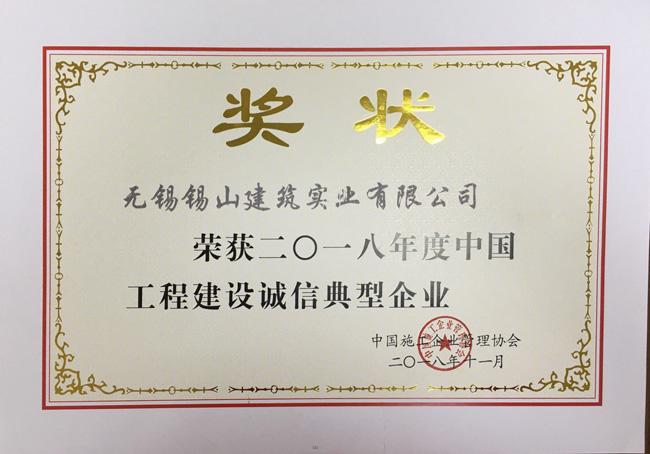 奖状
无锡锡山建筑实业有限公司
荣获二〇一八年度中国
工程建设诚信典型企业
中国施工企业管理协会
二〇一八年十一月